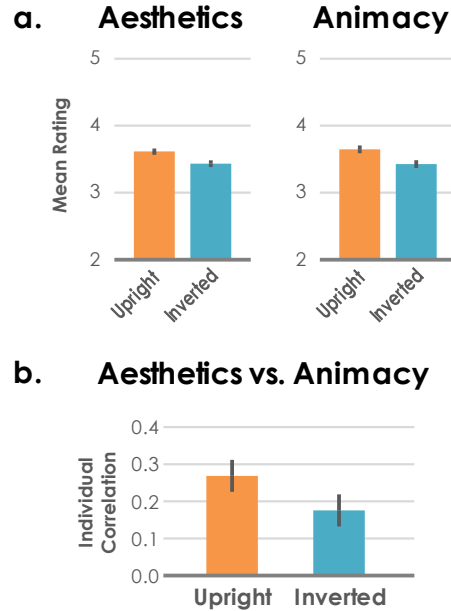 a. Aesthetics Animacy
5 5
4 4
3 3
2 2
Mean Rating
Upright Inverted Upright Inverted
b. Aesthetics vs. Animacy
0.4
0.3
0.2
0.1
0.0
Individual
Correlation
Upright Inverted